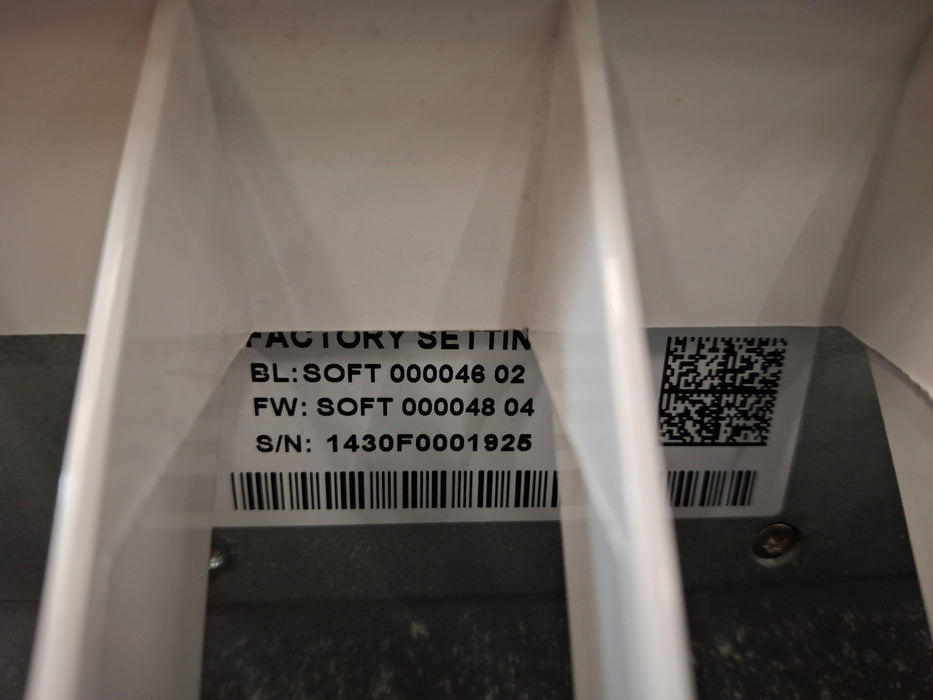 FACTORY SETTIN
BL: SOFT 000046 02
FW: SOFT 000048 04
S/N: 1430F0001925